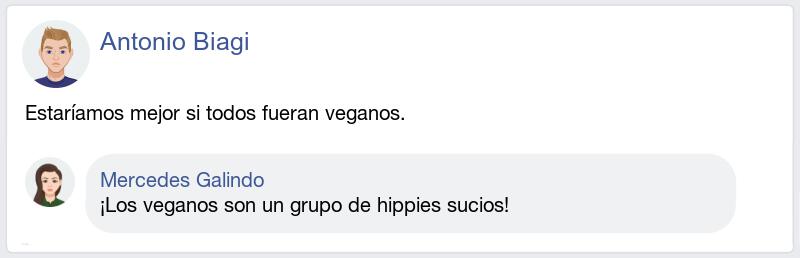 Antonio Biagi
Estaríamos mejor si todos fueran veganos.
Mercedes Galindo
¡Los veganos son un grupo de hippies sucios!